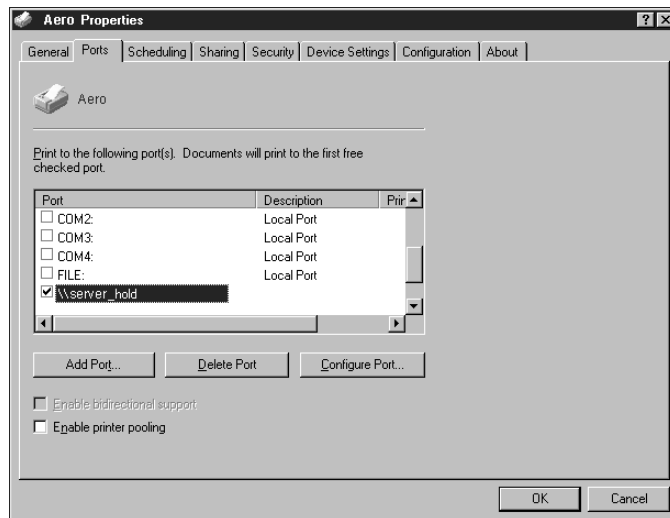 Aero Properties
General Ports Scheduling Sharing Security Device Settings Configuration About
Aero
Print to the following port(s). Documents will print to the first free
checked port.
Port Description Prir
COM2: Local Port
COM3: Local Port
COM4: Local Port
FILE: Local Port
\\server_hold
Add Port... Delete Port Configure Port...
Enable bidirectional support
Enable printer pooling
OK Cancel